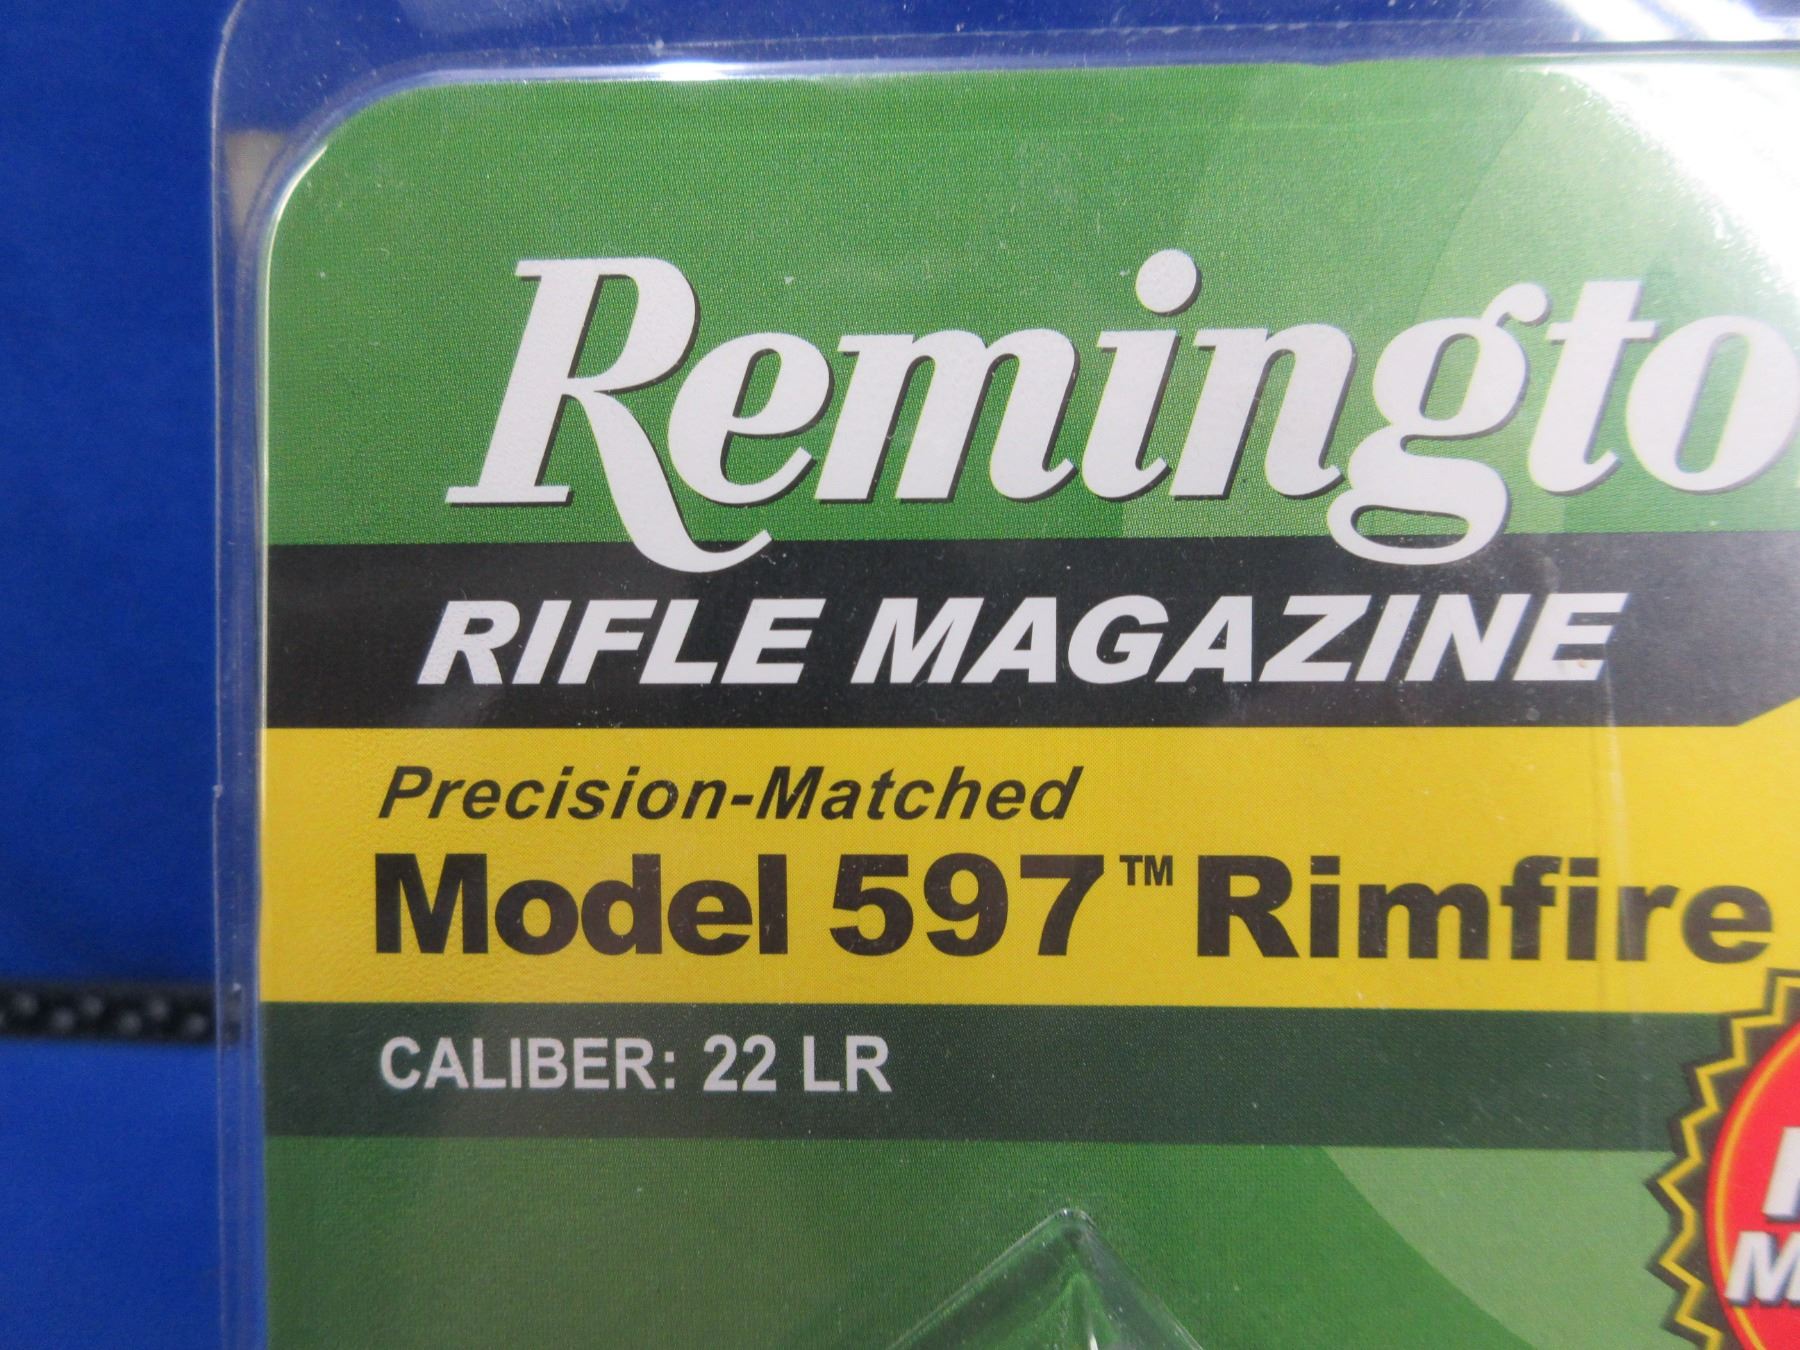 Remingto
RIFLE MAGAZINE
Precision-Matched
Model 597™ Rimfire
CALIBER: 22 LR